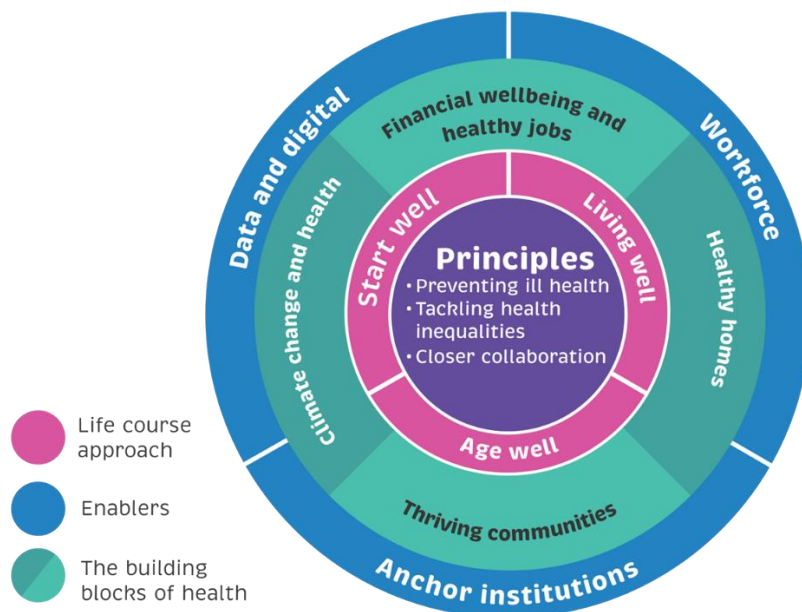 Data and digital
Workforce
Anchor institutions
Financial wellbeing and
healthy jobs
Climate change and health
Healthy homes
Thriving communities
Start well
Living well
Age well
Principles
• Preventing ill health
• Tackling health
inequalities
• Closer collaboration
Life course
approach
Enablers
The building
blocks of health